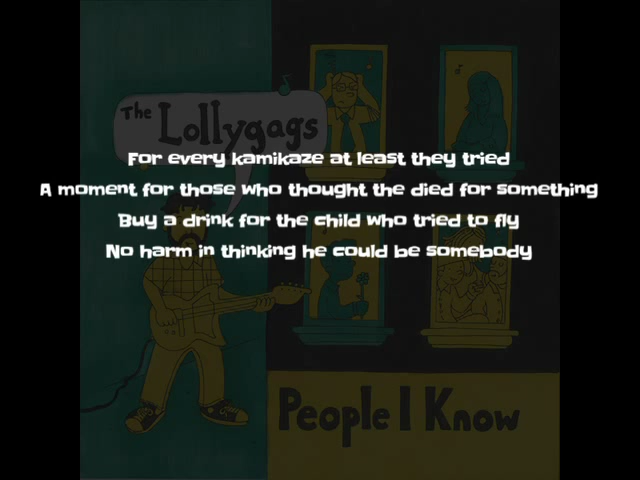 The
Lollygags
For every kamikaze at least they tried
A moment for those who thought the died for something
Buy a drink for the child who tried to fly
No harm in thinking he could be somebody
People I Know